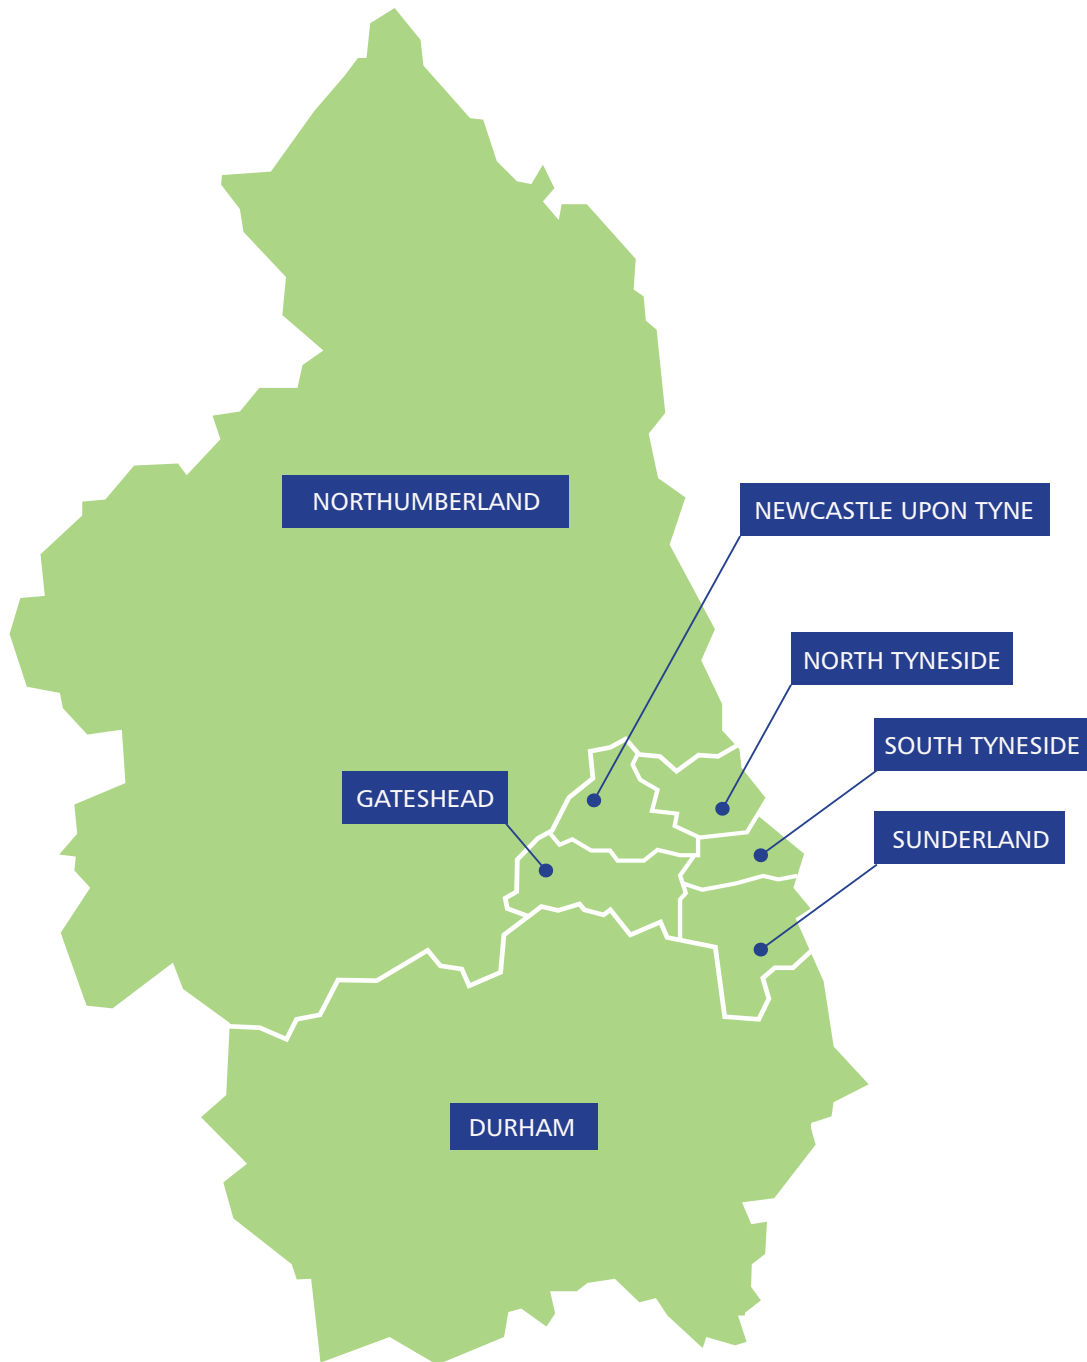 NORTHUMBERLAND
NEWCASTLE UPON TYNE
NORTH TYNESIDE
SOUTH TYNESIDE
GATESHEAD
SUNDERLAND
DURHAM